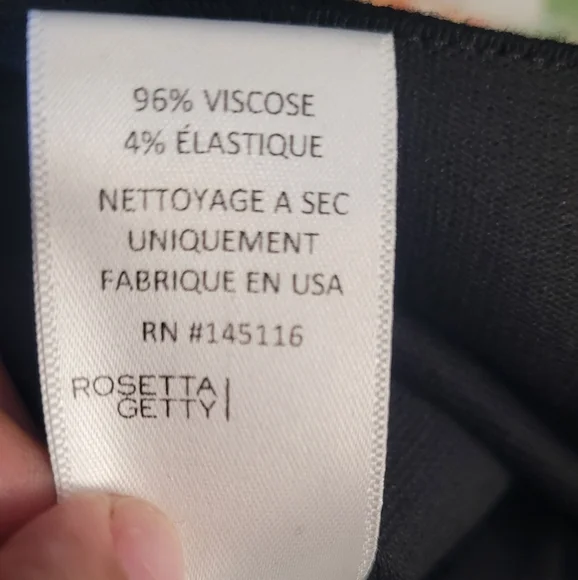 96% VISCOSE
4% ÉLASTIQUE
NETTOYAGE A SEC
UNIQUEMENT
FABRIQUE EN USA
RN #145116
ROSETTA
GETTY